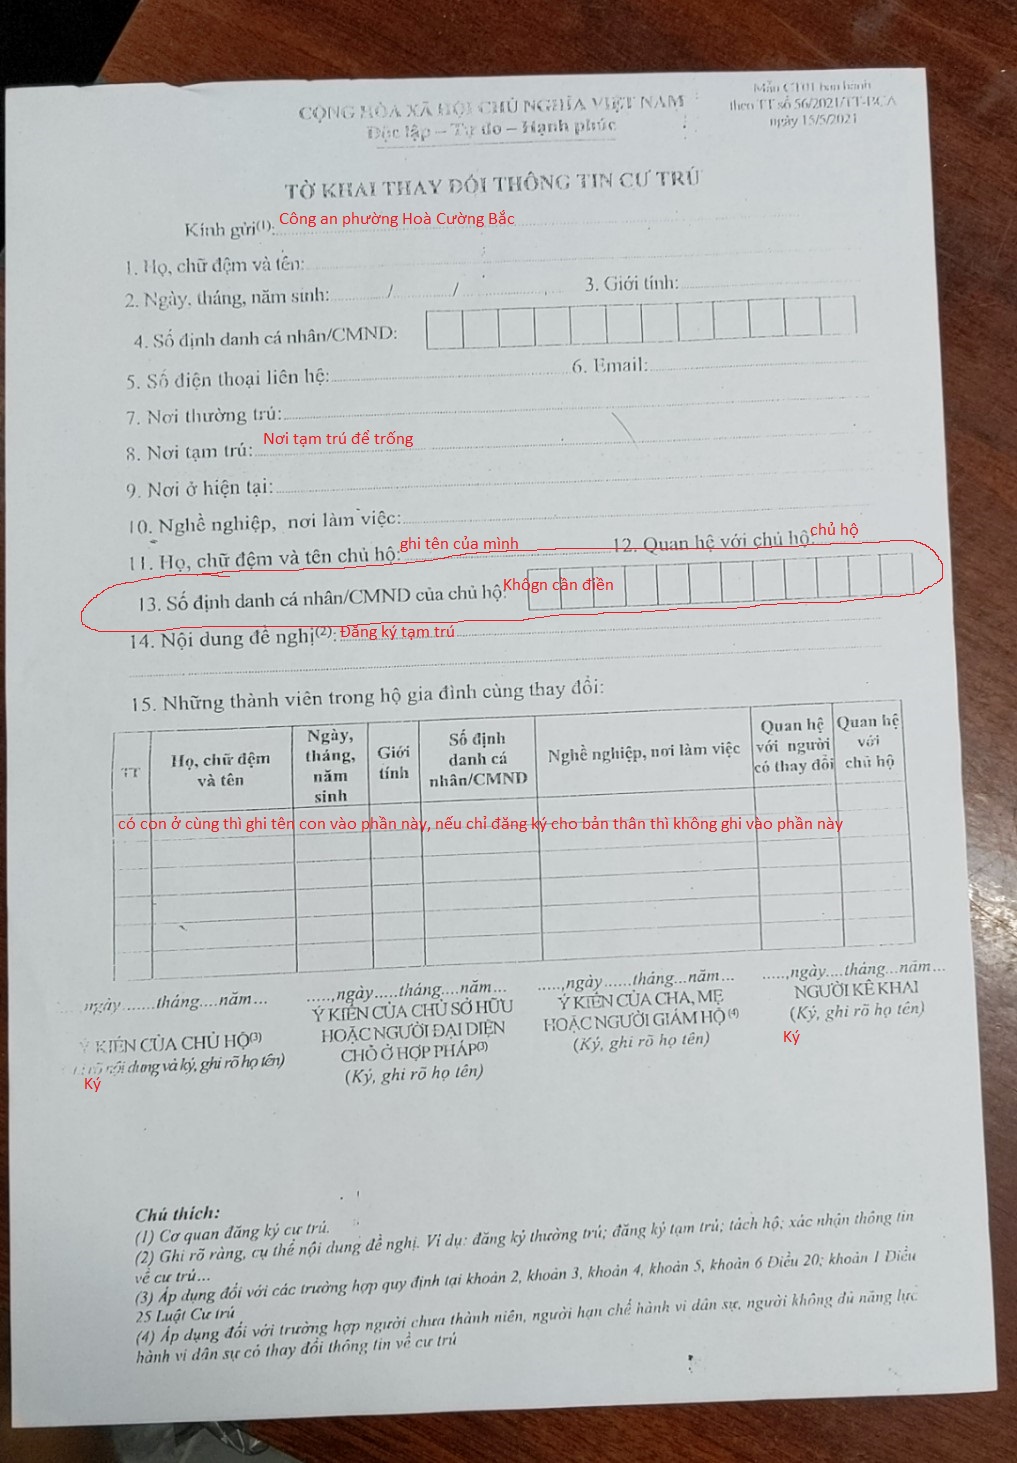 Mẫu CT01 ban hành
theo TT số 56/2021/TT-BCA
ngày 15/5/2021
CỘNG HÒA XÃ HỘI CHỦ NGHĨA VIỆT NAM
Độc lập – Tự do – Hạnh phúc
TỜ KHAI THAY ĐỔI THÔNG TIN CƯ TRÚ
Kính gửi(1): Công an phường Hoà Cường Bắc
1. Họ, chữ đệm và tên:
2. Ngày, tháng, năm sinh: / / 3. Giới tính:
4. Số định danh cá nhân/CMND:
5. Số điện thoại liên hệ: 6. Email:
7. Nơi thường trú:
8. Nơi tạm trú: Nơi tạm trú để trống
9. Nơi ở hiện tại:
10. Nghề nghiệp, nơi làm việc:
11. Họ, chữ đệm và tên chủ hộ: ghi tên của mình 12. Quan hệ với chủ hộ: chủ hộ
13. Số định danh cá nhân/CMND của chủ hộ: Khôgn cần điền
14. Nội dung đề nghị(2): Đăng ký tạm trú
15. Những thành viên trong hộ gia đình cùng thay đổi:
TT Họ, chữ đệm và tên Ngày, tháng, năm sinh Giới tính Số định danh cá nhân/CMND Nghề nghiệp, nơi làm việc Quan hệ với người có thay đổi Quan hệ với chủ hộ
có con ở cùng thì ghi tên con vào phần này, nếu chỉ đăng ký cho bản thân thì không ghi vào phần này
ngày.......tháng....năm...
Ý KIẾN CỦA CHỦ HỘ(3)
rõ nội dung và ký, ghi rõ họ tên)
Ký
.....,ngày.....tháng....năm...
Ý KIẾN CỦA CHỦ SỞ HỮU
HOẶC NGƯỜI ĐẠI DIỆN
CHỖ Ở HỢP PHÁP(3)
(Ký, ghi rõ họ tên)
.....,ngày......tháng...năm...
Ý KIẾN CỦA CHA, MẸ
HOẶC NGƯỜI GIÁM HỘ (4)
(Ký, ghi rõ họ tên)
.....,ngày....tháng...năm...
NGƯỜI KÊ KHAI
(Ký, ghi rõ họ tên)
Ký
Chú thích:
(1) Cơ quan đăng ký cư trú.
(2) Ghi rõ ràng, cụ thể nội dung đề nghị. Ví dụ: đăng ký thường trú; đăng ký tạm trú; tách hộ; xác nhận thông tin
về cư trú...
(3) Áp dụng đối với các trường hợp quy định tại khoản 2, khoản 3, khoản 4, khoản 5, khoản 6 Điều 20; khoản 1 Điều
25 Luật Cư trú
(4) Áp dụng đối với trường hợp người chưa thành niên, người hạn chế hành vi dân sự, người không đủ năng lực
hành vi dân sự có thay đổi thông tin về cư trú